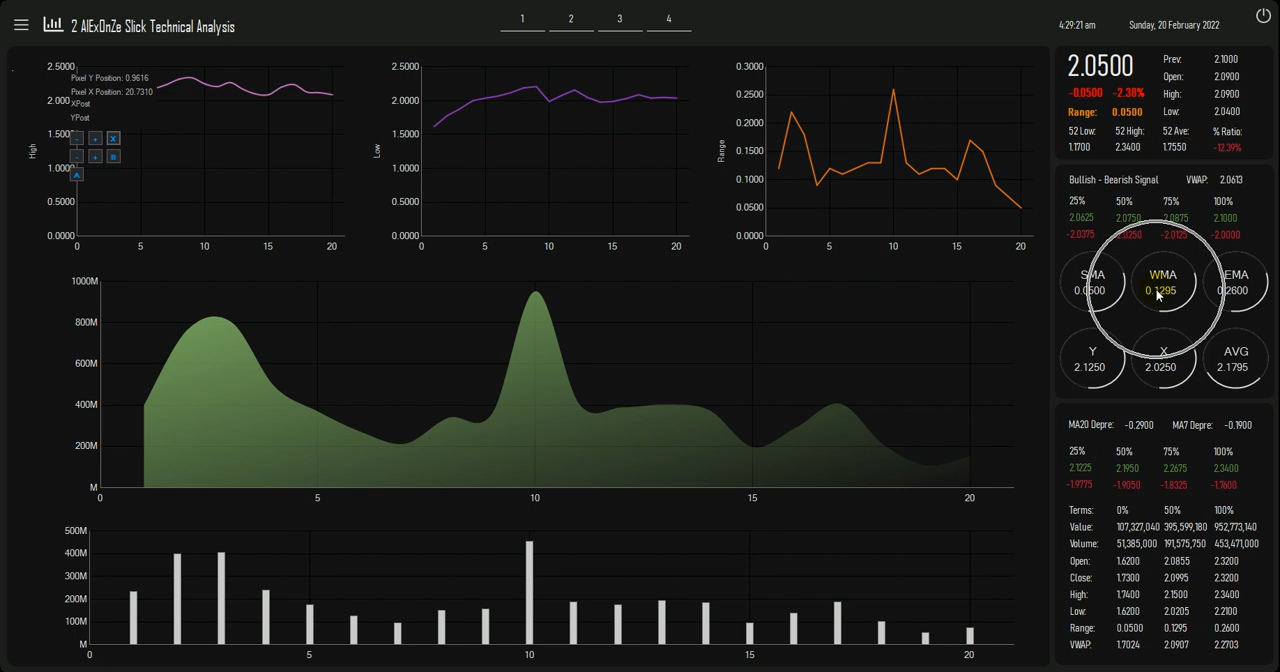 2 AlExOnZe Slick Technical Analysis
1 2 3 4
4:29:21 am Sunday, 20 February 2022
2.5000
2.0000
1.5000
1.0000
0.5000
0.0000
0 5 10 15 20
High
Pixel Y Position: 0.9616
Pixel X Position: 20.7310
XPost
YPost
- + X
- + B
A
2.5000
2.0000
1.5000
1.0000
0.5000
0.0000
0 5 10 15 20
Low
0.3000
0.2500
0.2000
0.1500
0.1000
0.0500
0.0000
0 5 10 15 20
Range
1000M
800M
600M
400M
200M
M
0 5 10 15 20
500M
400M
300M
200M
100M
M
0 5 10 15 20
2.0500
Prev: 2.1000
Open: 2.0900
-0.0500 -2.38% High: 2.0900
Range: 0.0500 Low: 2.0400
52 Low: 52 High: 52 Ave: % Ratio:
1.1700 2.3400 1.7550 -12.39%
Bullish - Bearish Signal VWAP: 2.0613
25% 50% 75% 100%
2.0625 2.0750 2.0875 2.1000
-2.0375 -2.0250 -2.0125 -2.0000
SMA WMA EMA
0.0500 0.1295 0.2600
Y X AVG
2.1250 2.0250 2.1795
MA20 Depre: -0.2900 MA7 Depre: -0.1900
25% 50% 75% 100%
2.1225 2.1950 2.2675 2.3400
-1.9775 -1.9050 -1.8325 -1.7600
Terms: 0% 50% 100%
Value: 107,327,040 395,599,180 952,773,140
Volume: 51,385,000 191,575,750 453,471,000
Open: 1.6200 2.0855 2.3200
Close: 1.7300 2.0995 2.3200
High: 1.7400 2.1500 2.3400
Low: 1.6200 2.0205 2.2100
Range: 0.0500 0.1295 0.2600
VWAP: 1.7024 2.0907 2.2703